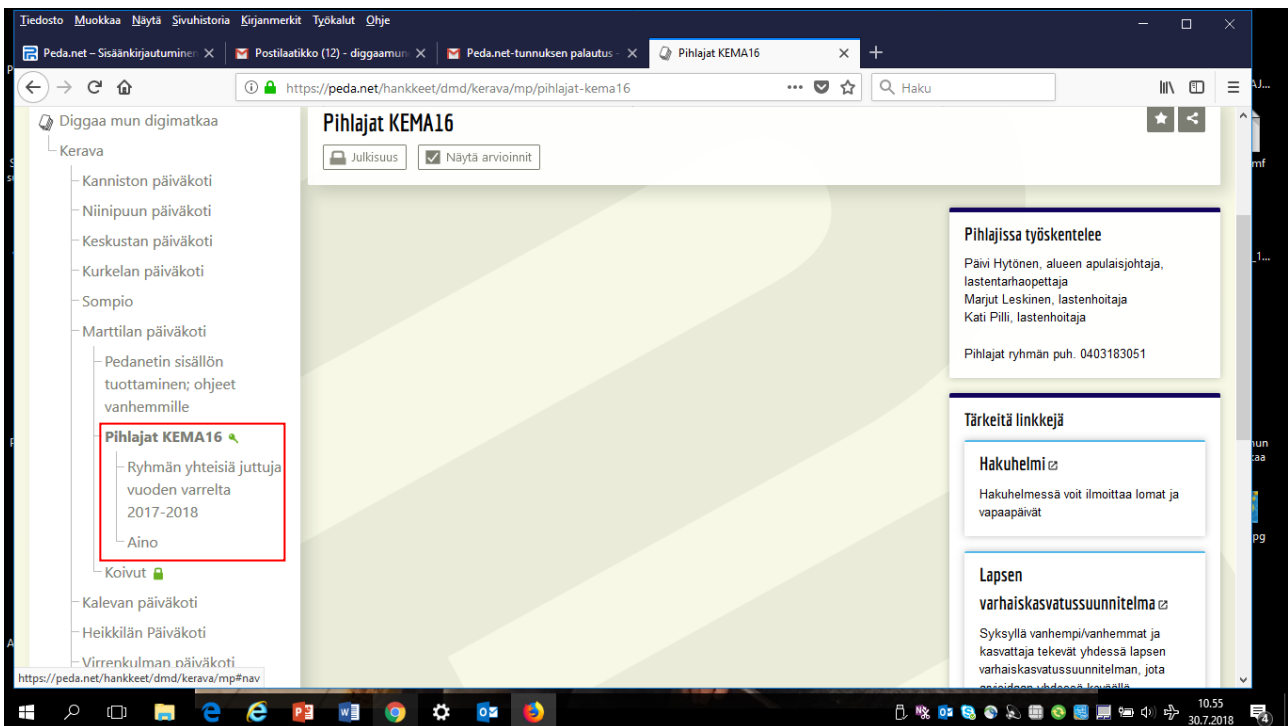 Tiedosto Muokkaa Näytä Sivuhistoria Kirjanmerkit Työkalut Ohje
Peda.net – Sisäänkirjautuminen
Postilaatikko (12) - diggaamun
Peda.net-tunnuksen palautus -
Pihlajat KEMA16
https://peda.net/hankkeet/dmd/kerava/mp/pihlajat-kema16
Haku
Diggaa mun digimatkaa
Kerava
Kanniston päiväkoti
Niinipuun päiväkoti
Keskustan päiväkoti
Kurkelan päiväkoti
Sompio
Marttilan päiväkoti
Pedanetin sisällön
tuottaminen; ohjeet
vanhemmille
Pihlajat KEMA16
Ryhmän yhteisiä juttuja
vuoden varrelta
2017-2018
Aino
Koivut
Kalevan päiväkoti
Heikkilän Päiväkoti
Virrenkulman päiväkoti
https://peda.net/hankkeet/dmd/kerava/mp#nav
Pihlajat KEMA16
Julkisuus
Näytä arvioinnit
Pihlajissa työskentelee
Päivi Hytönen, alueen apulaisjohtaja,
lastentarhaopettaja
Marjut Leskinen, lastenhoitaja
Kati Pilli, lastenhoitaja
Pihlajat ryhmän puh. 0403183051
Tärkeitä linkkejä
Hakuhelmi
Hakuhelmessä voit ilmoittaa lomat ja
vapaapäivät
Lapsen
varhaiskasvatussuunnitelma
Syksyllä vanhempi/vanhemmat ja
kasvattaja tekevät yhdessä lapsen
varhaiskasvatussuunnitelman, jota
arvioidaan yhdessä keväällä
10.55
30.7.2018